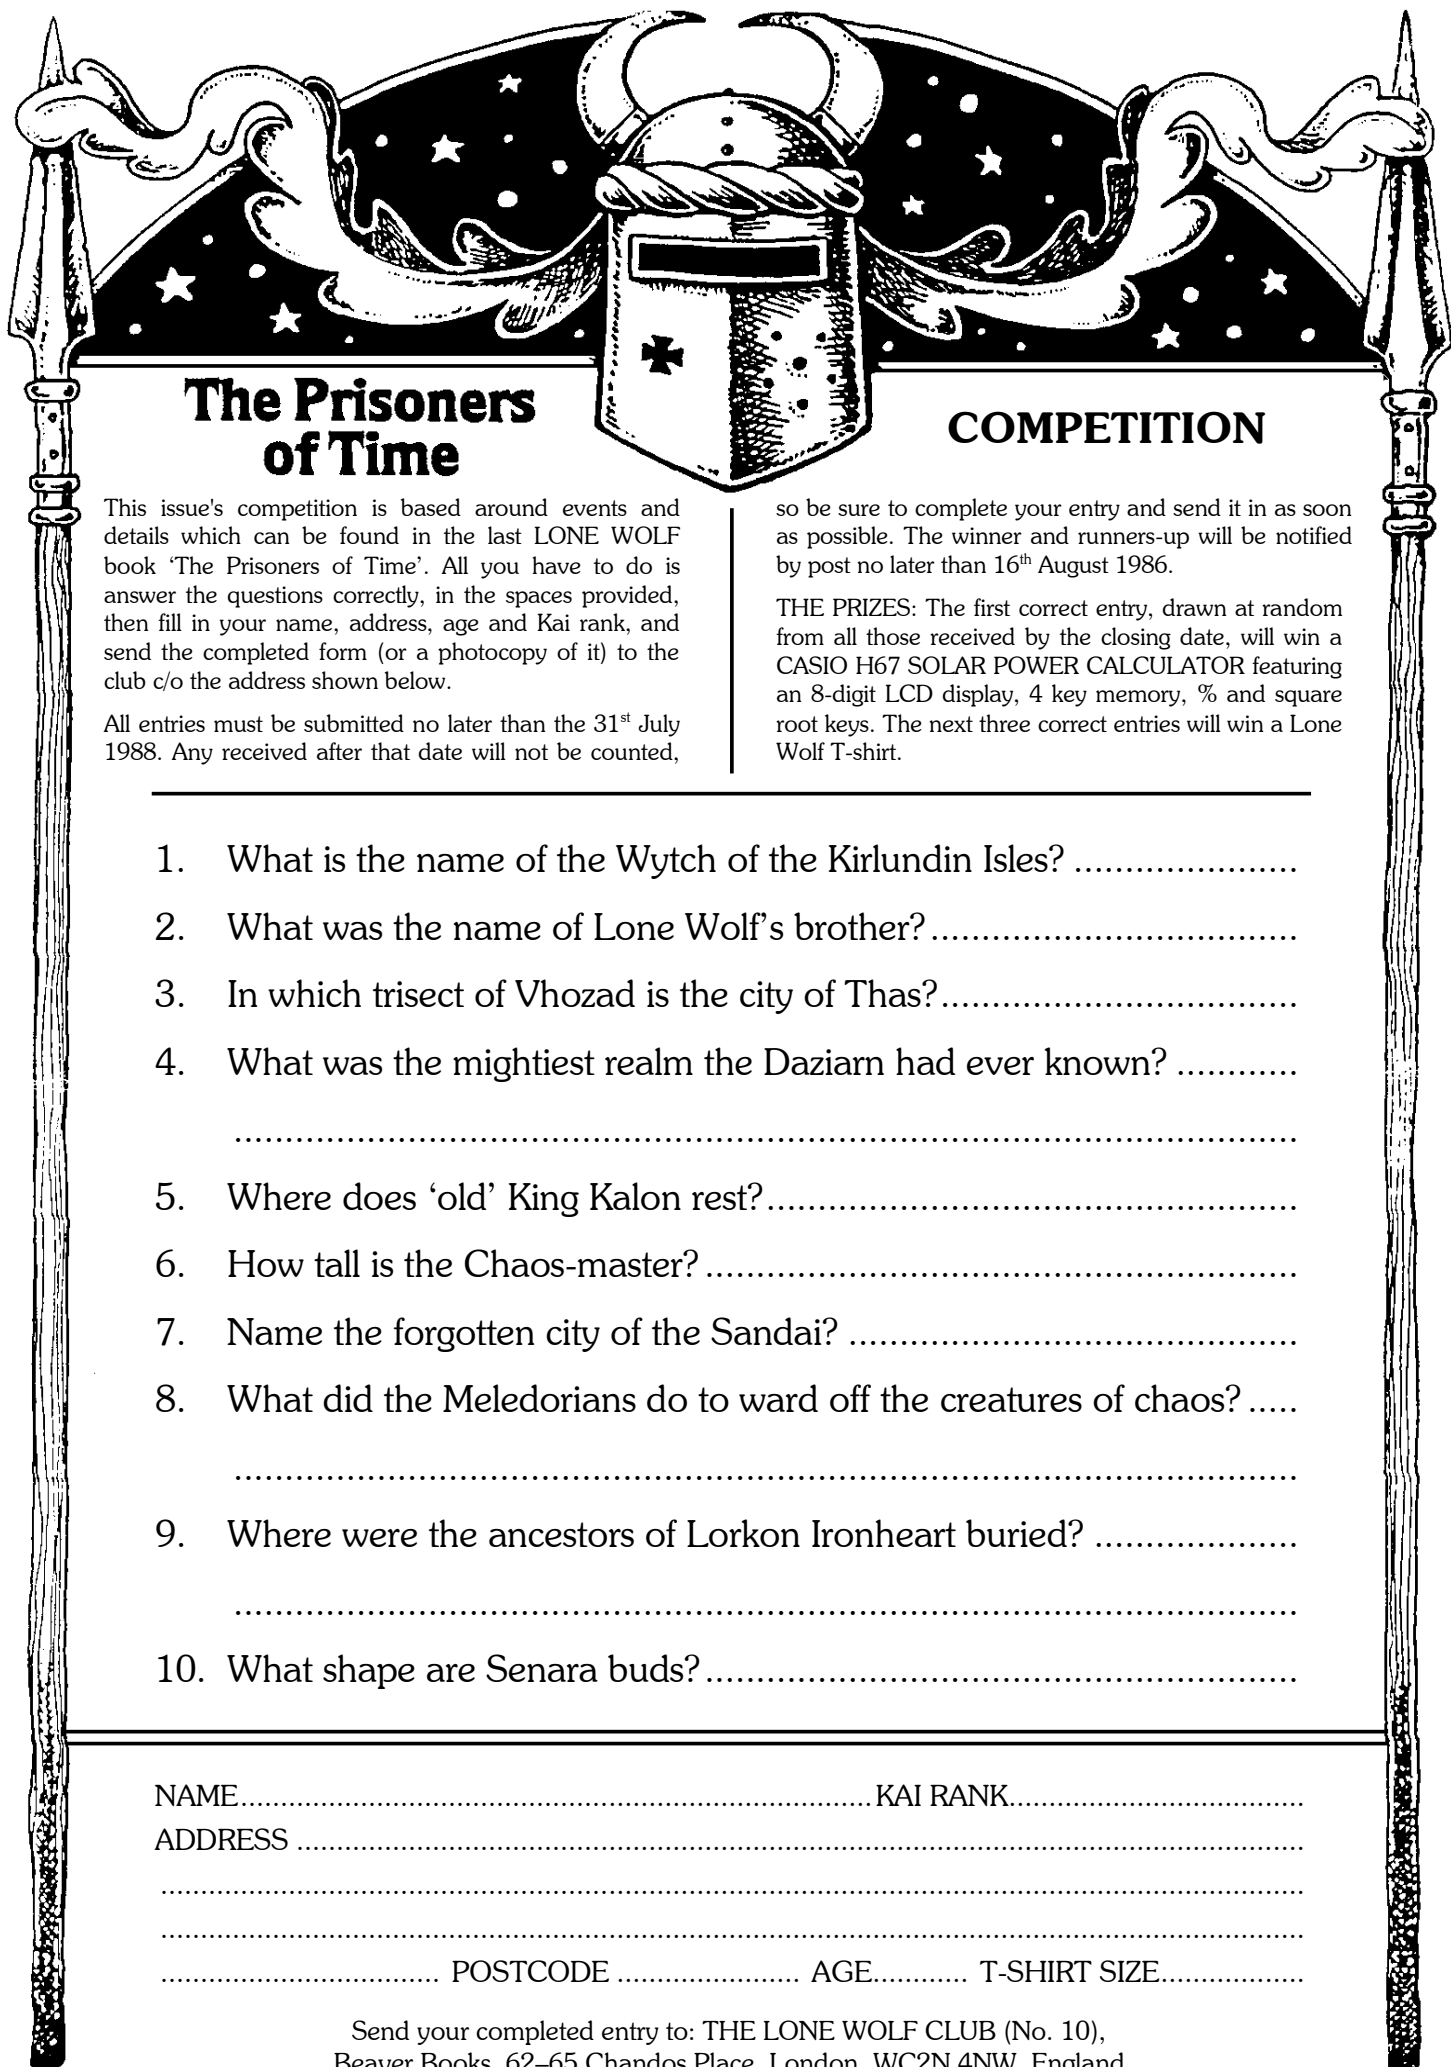 The Prisoners
of Time
This issue's competition is based around events and
details which can be found in the last LONE WOLF
book ‘The Prisoners of Time’. All you have to do is
answer the questions correctly, in the spaces provided,
then fill in your name, address, age and Kai rank, and
send the completed form (or a photocopy of it) to the
club c/o the address shown below.
All entries must be submitted no later than the 31st July
1988. Any received after that date will not be counted,
COMPETITION
so be sure to complete your entry and send it in as soon
as possible. The winner and runners-up will be notified
by post no later than 16th August 1986.
THE PRIZES: The first correct entry, drawn at random
from all those received by the closing date, will win a
CASIO H67 SOLAR POWER CALCULATOR featuring
an 8-digit LCD display, 4 key memory, % and square
root keys. The next three correct entries will win a Lone
Wolf T-shirt.
1. What is the name of the Wytch of the Kirlundin Isles? ......................
2. What was the name of Lone Wolf’s brother?....................................
3. In which trisect of Vhozad is the city of Thas?...................................
4. What was the mightiest realm the Daziarn had ever known? ............
........................................................................................................
5. Where does ‘old’ King Kalon rest?....................................................
6. How tall is the Chaos-master?..........................................................
7. Name the forgotten city of the Sandai? ............................................
8. What did the Meledorians do to ward off the creatures of chaos? .....
........................................................................................................
9. Where were the ancestors of Lorkon Ironheart buried? ....................
........................................................................................................
10. What shape are Senara buds?..........................................................
NAME................................................................................KAI RANK.....................................
ADDRESS ................................................................................................................................
.................................................................................................................................................
.................................................................................................................................................
................................... POSTCODE ....................... AGE............ T-SHIRT SIZE..................
Send your completed entry to: THE LONE WOLF CLUB (No. 10),
Beaver Books, 62–65 Chandos Place, London, WC2N 4NW, England